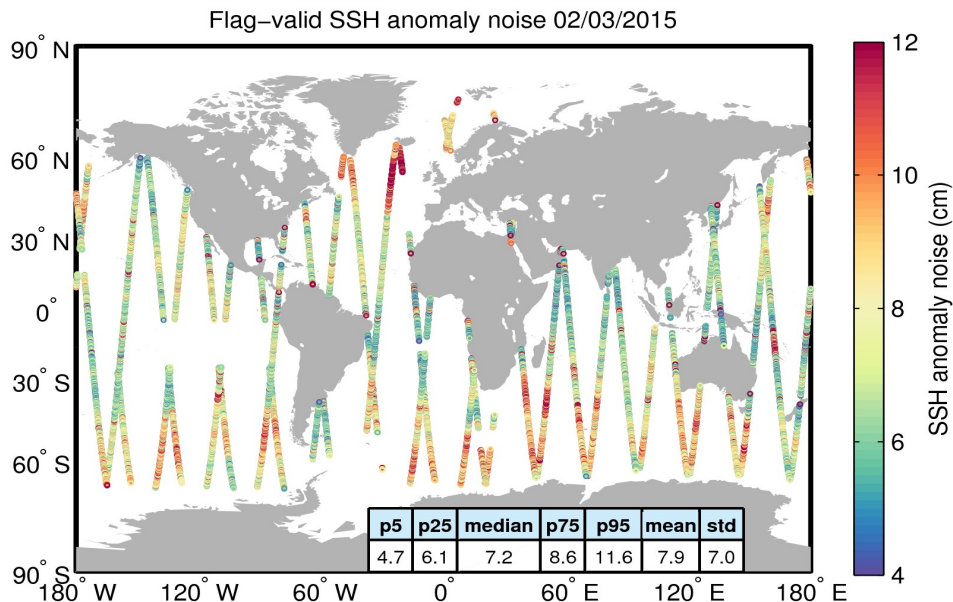 Flag−valid SSH anomaly noise 02/03/2015
90° N
60° N
30° N
0°
30° S
60° S
90° S
180° W
120° W
60° W
0°
60° E
120° E
180° E
p5 p25 median p75 p95 mean std
4.7 6.1 7.2 8.6 11.6 7.9 7.0
12
10
8
6
4
SSH anomaly noise (cm)